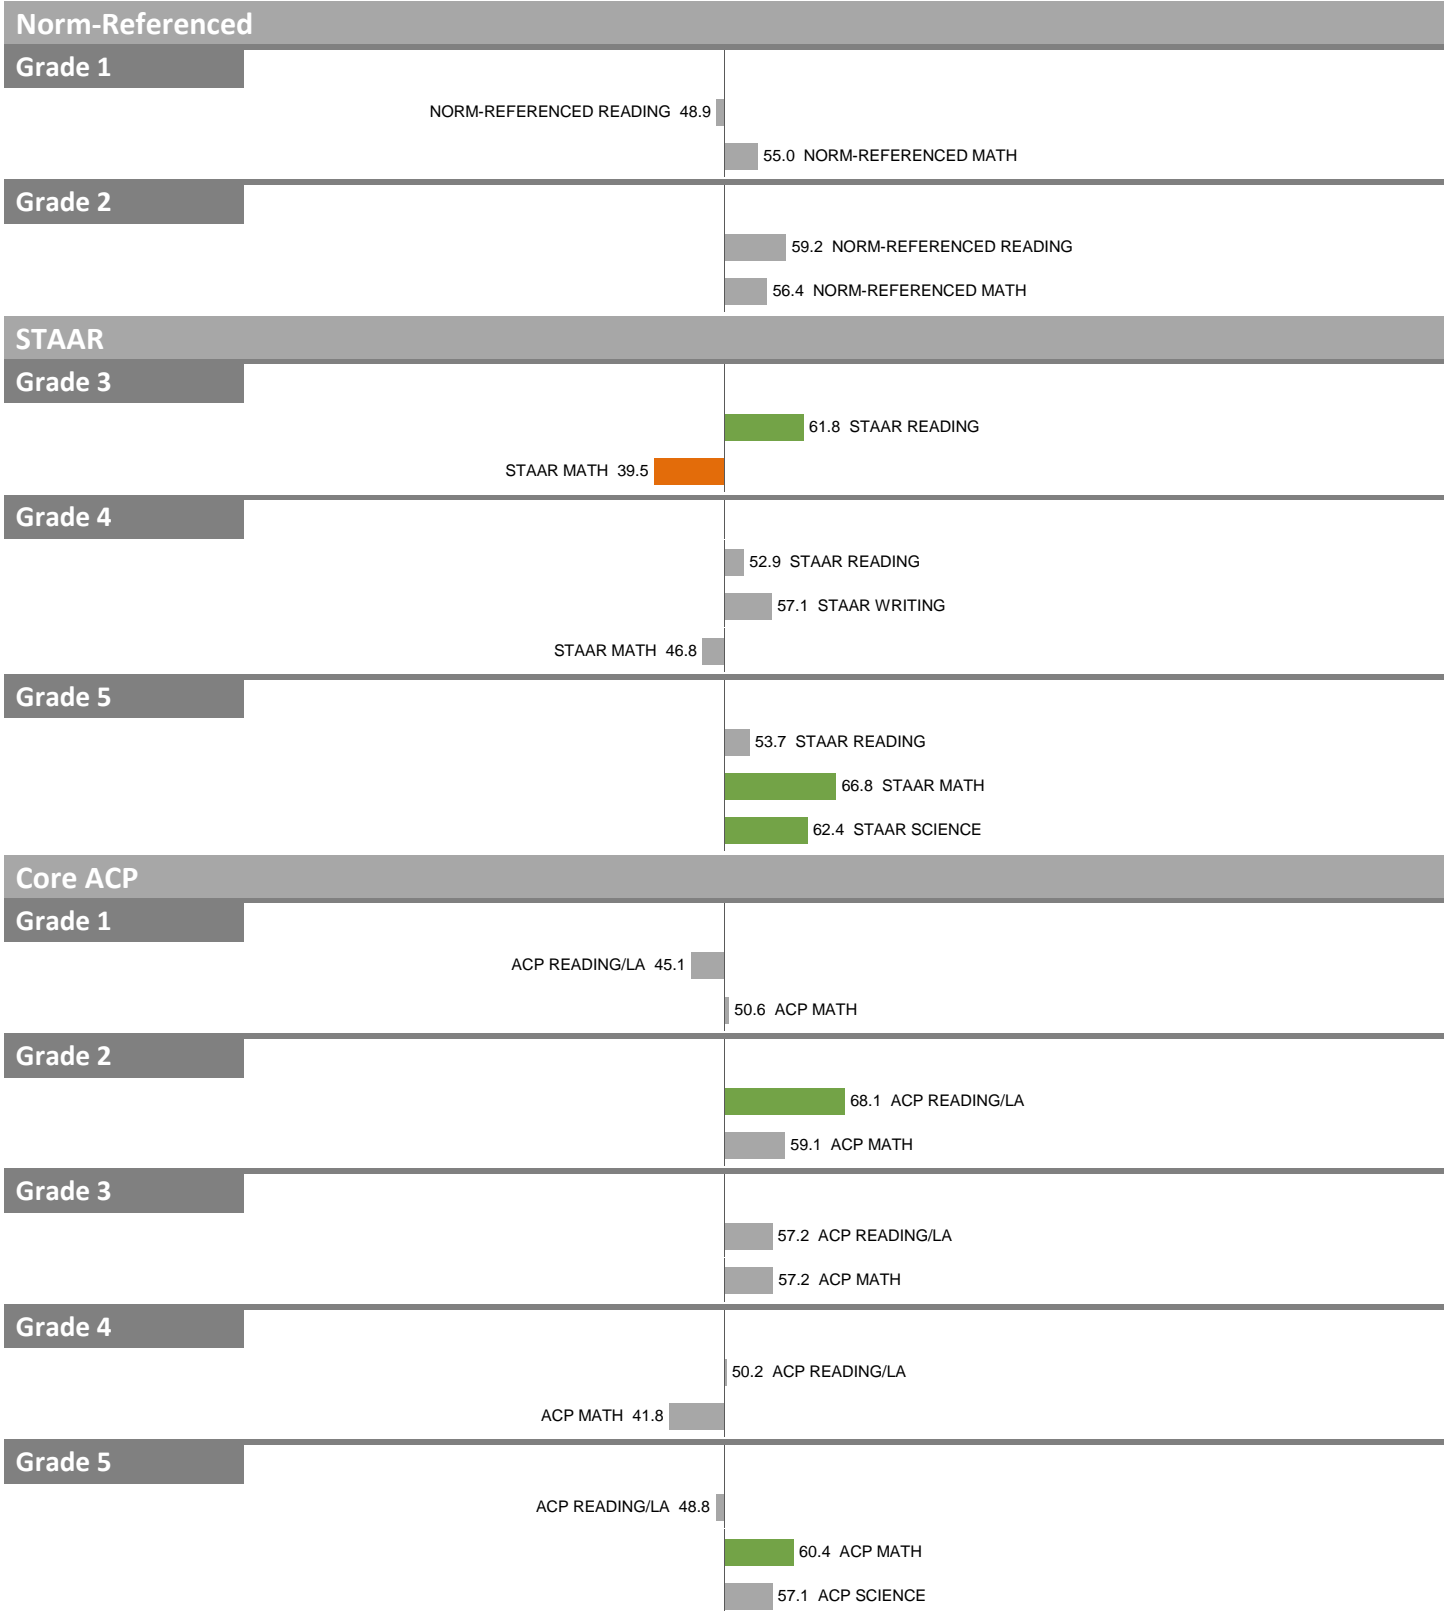 Norm-Referenced
Grade 1
NORM-REFERENCED READING 48.9
55.0 NORM-REFERENCED MATH
Grade 2
59.2 NORM-REFERENCED READING
56.4 NORM-REFERENCED MATH
STAAR
Grade 3
61.8 STAAR READING
STAAR MATH 39.5
Grade 4
52.9 STAAR READING
57.1 STAAR WRITING
STAAR MATH 46.8
Grade 5
53.7 STAAR READING
66.8 STAAR MATH
62.4 STAAR SCIENCE
Core ACP
Grade 1
ACP READING/LA 45.1
50.6 ACP MATH
Grade 2
68.1 ACP READING/LA
59.1 ACP MATH
Grade 3
57.2 ACP READING/LA
57.2 ACP MATH
Grade 4
50.2 ACP READING/LA
ACP MATH 41.8
Grade 5
ACP READING/LA 48.8
60.4 ACP MATH
57.1 ACP SCIENCE